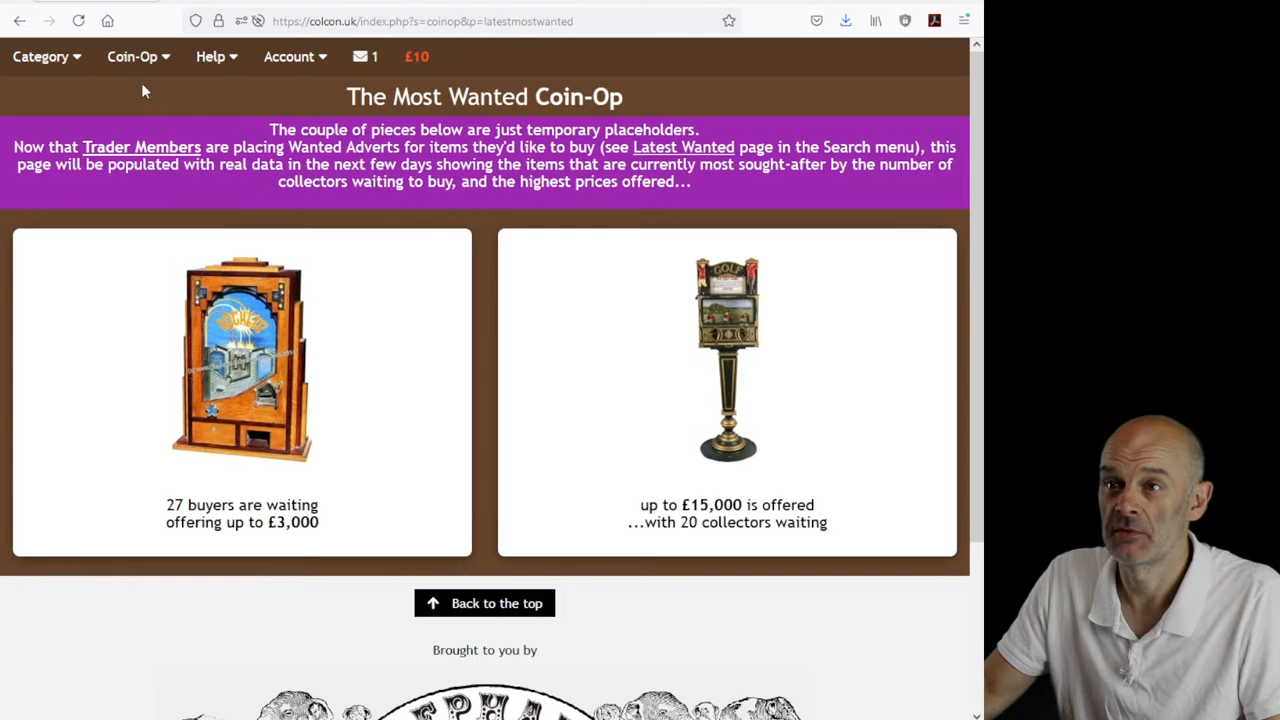 https://colcon.uk/index.php?s=coinop&p=latestmostwanted
Category Coin-Op Help Account 1 £10
The Most Wanted Coin-Op
The couple of pieces below are just temporary placeholders.
Now that Trader Members are placing Wanted Adverts for items they'd like to buy (see Latest Wanted page in the Search menu), this
page will be populated with real data in the next few days showing the items that are currently most sought-after by the number of
collectors waiting to buy, and the highest prices offered...
GOLF
27 buyers are waiting
offering up to £3,000
up to £15,000 is offered
...with 20 collectors waiting
Back to the top
Brought to you by